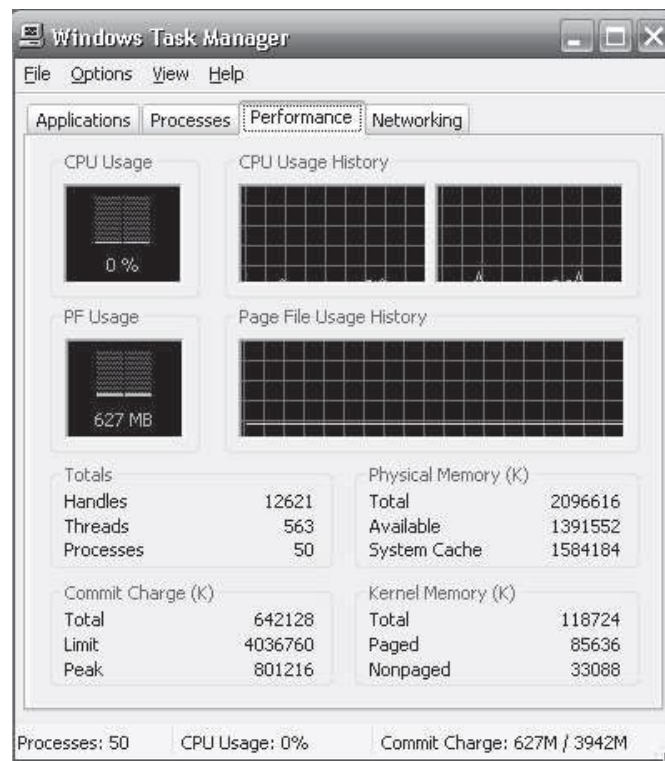 Windows Task Manager
File Options View Help
Applications Processes Performance Networking
CPU Usage
0 %
CPU Usage History
PF Usage
627 MB
Page File Usage History
Totals
Handles 12621
Threads 563
Processes 50
Physical Memory (K)
Total 2096616
Available 1391552
System Cache 1584184
Commit Charge (K)
Total 642128
Limit 4036760
Peak 801216
Kernel Memory (K)
Total 118724
Paged 85636
Nonpaged 33088
Processes: 50 CPU Usage: 0% Commit Charge: 627M / 3942M